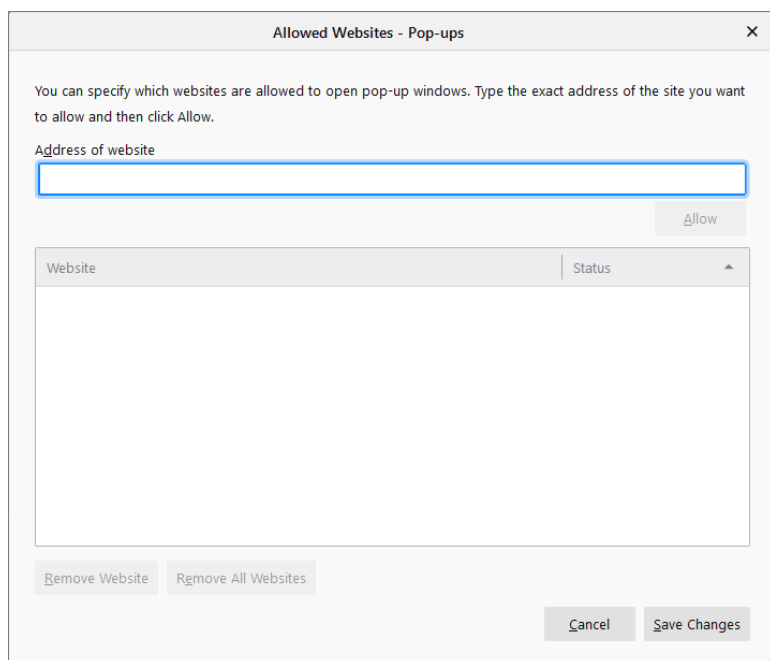 Allowed Websites - Pop-ups
You can specify which websites are allowed to open pop-up windows. Type the exact address of the site you want
to allow and then click Allow.
Address of website
Allow
Website Status
Remove Website Remove All Websites
Cancel Save Changes